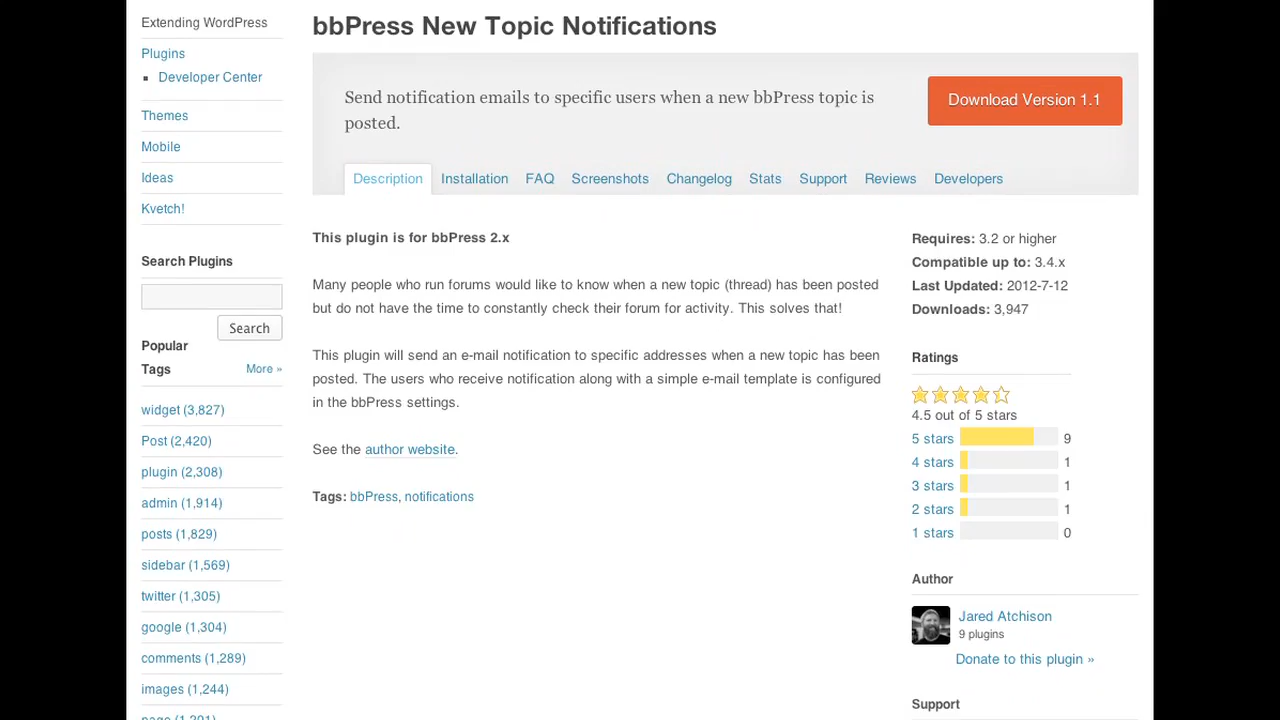 Extending WordPress
Plugins
Developer Center
Themes
Mobile
Ideas
Kvetch!
Search Plugins
Search
Popular
Tags
More »
widget (3,827)
Post (2,420)
plugin (2,308)
admin (1,914)
posts (1,829)
sidebar (1,569)
twitter (1,305)
google (1,304)
comments (1,289)
images (1,244)
bbPress New Topic Notifications
Send notification emails to specific users when a new bbPress topic is
posted.
Download Version 1.1
Description Installation FAQ Screenshots Changelog Stats Support Reviews Developers
This plugin is for bbPress 2.x
Many people who run forums would like to know when a new topic (thread) has been posted
but do not have the time to constantly check their forum for activity. This solves that!
This plugin will send an e-mail notification to specific addresses when a new topic has been
posted. The users who receive notification along with a simple e-mail template is configured
in the bbPress settings.
See the author website.
Tags: bbPress, notifications
Requires: 3.2 or higher
Compatible up to: 3.4.x
Last Updated: 2012-7-12
Downloads: 3,947
Ratings
4.5 out of 5 stars
5 stars 9
4 stars 1
3 stars 1
2 stars 1
1 stars 0
Author
Jared Atchison
9 plugins
Donate to this plugin »
Support